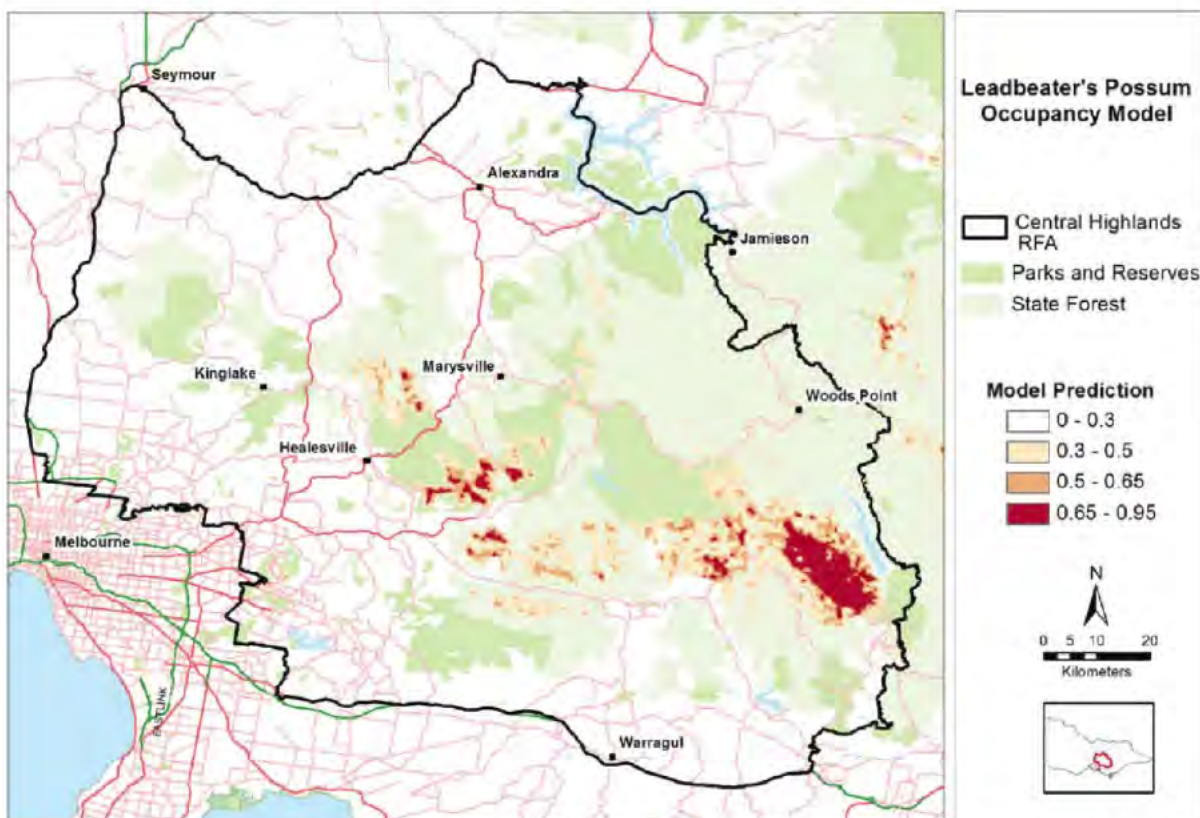 Seymour
Alexandra
Jamieson
Marysville
Kinglake
Woods Point
Healesville
Melbourne
EASTLINK
Warragul
Leadbeater's Possum
Occupancy Model
Central Highlands
RFA
Parks and Reserves
State Forest
Model Prediction
0 - 0.3
0.3 - 0.5
0.5 - 0.65
0.65 - 0.95
N
0 5 10 20
Kilometers